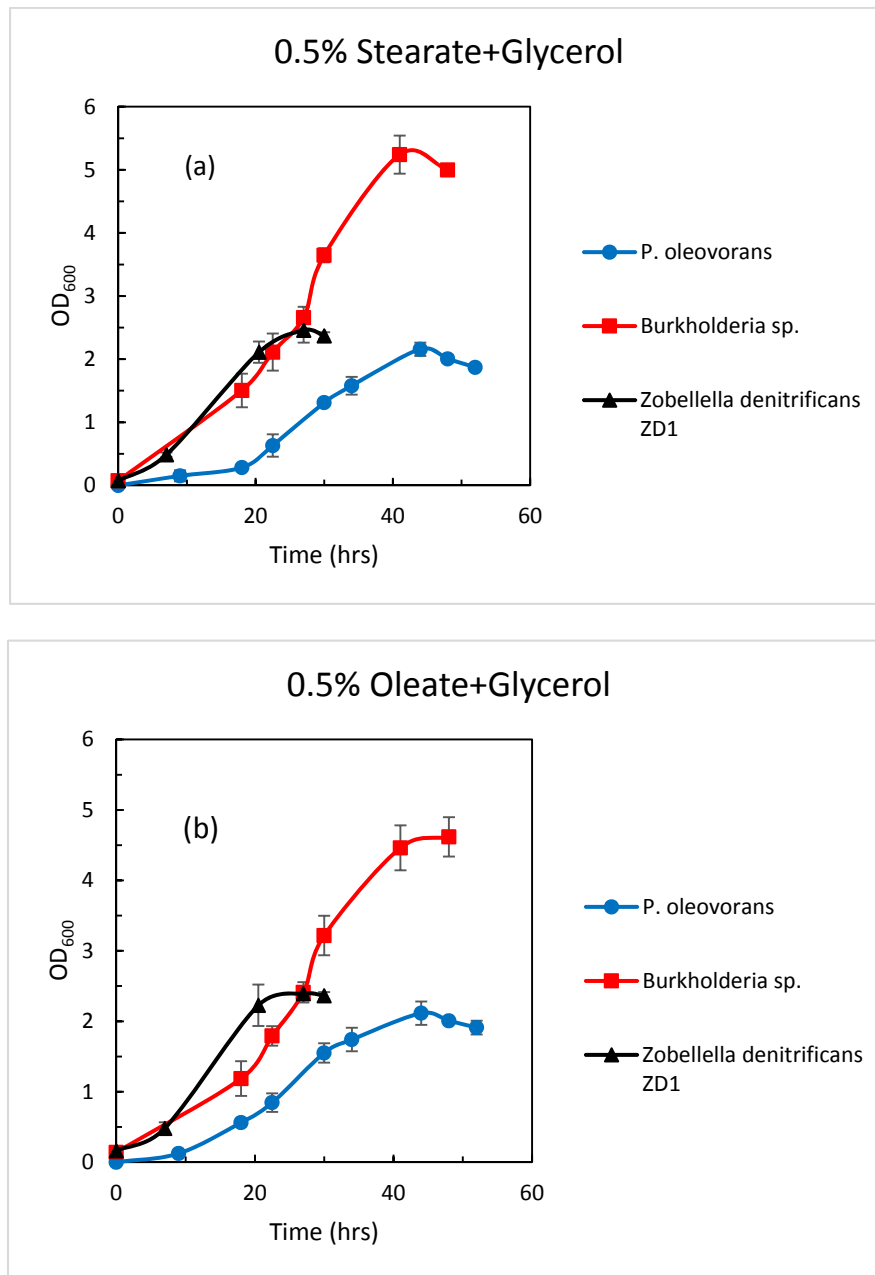 0.5% Stearate+Glycerol
6
5
4
3
2
1
0
OD600
(a)
0
20
40
60
Time (hrs)
P. oleovorans
Burkholderia sp.
Zobellella denitrificans
ZD1
0.5% Oleate+Glycerol
6
5
4
3
2
1
0
OD600
(b)
0
20
40
60
Time (hrs)
P. oleovorans
Burkholderia sp.
Zobellella denitrificans
ZD1